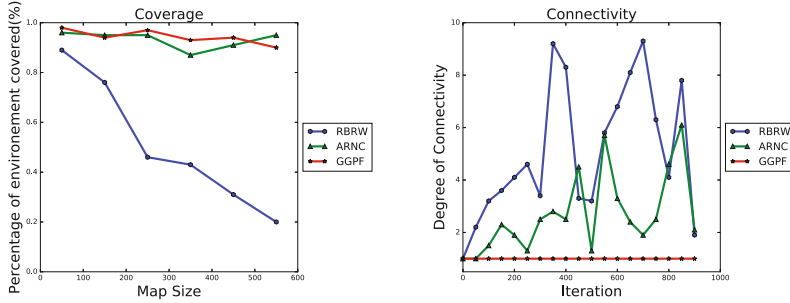 Coverage
Percentage of environement covered(%)
1.0
0.8
0.6
0.4
0.2
0.0
0 100 200 300 400 500 600
Map Size
RBRW
ARNC
GGPF
Connectivity
Degree of Connectivity
10
8
6
4
2
0 200 400 600 800 1000
Iteration
RBRW
ARNC
GGPF